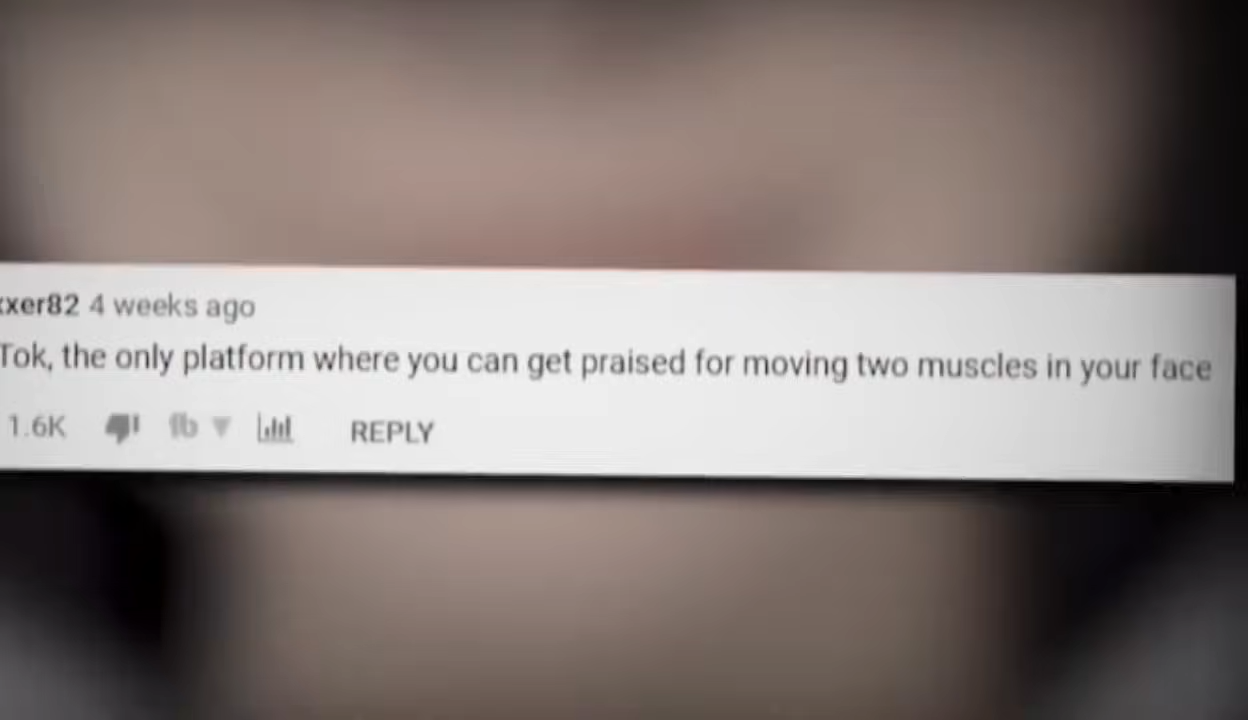 xer82 4 weeks ago
Tok, the only platform where you can get praised for moving two muscles in your face
1.6K
REPLY